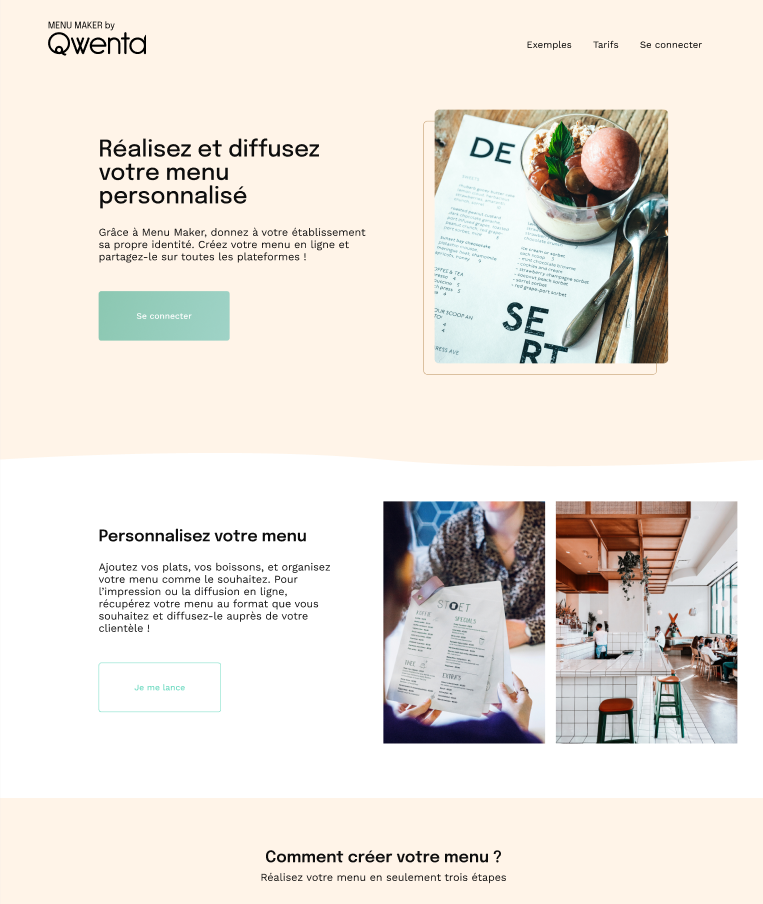 MENU MAKER by
Qwenta
Exemples Tarifs Se connecter
Réalisez et diffusez
votre menu
personnalisé
Grâce à Menu Maker, donnez à votre établissement
sa propre identité. Créez votre menu en ligne et
partagez-le sur toutes les plateformes !
Se connecter
DE
SE
RT
Personnalisez votre menu
Ajoutez vos plats, vos boissons, et organisez
votre menu comme le souhaitez. Pour
l'impression ou la diffusion en ligne,
récupérez votre menu au format que vous
souhaitez et diffusez-le auprès de votre
clientèle !
Je me lance
SPECIALS
EXTRAS
Comment créer votre menu ?
Réalisez votre menu en seulement trois étapes